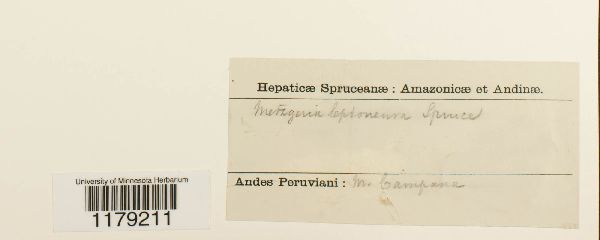 Hepaticæ Spruceanæ : Amazonicæ et Andinæ.
Metzgeria leptoneura Spruce
Andes Peruviani : M. Campana
University of Minnesota Herbarium
1179211